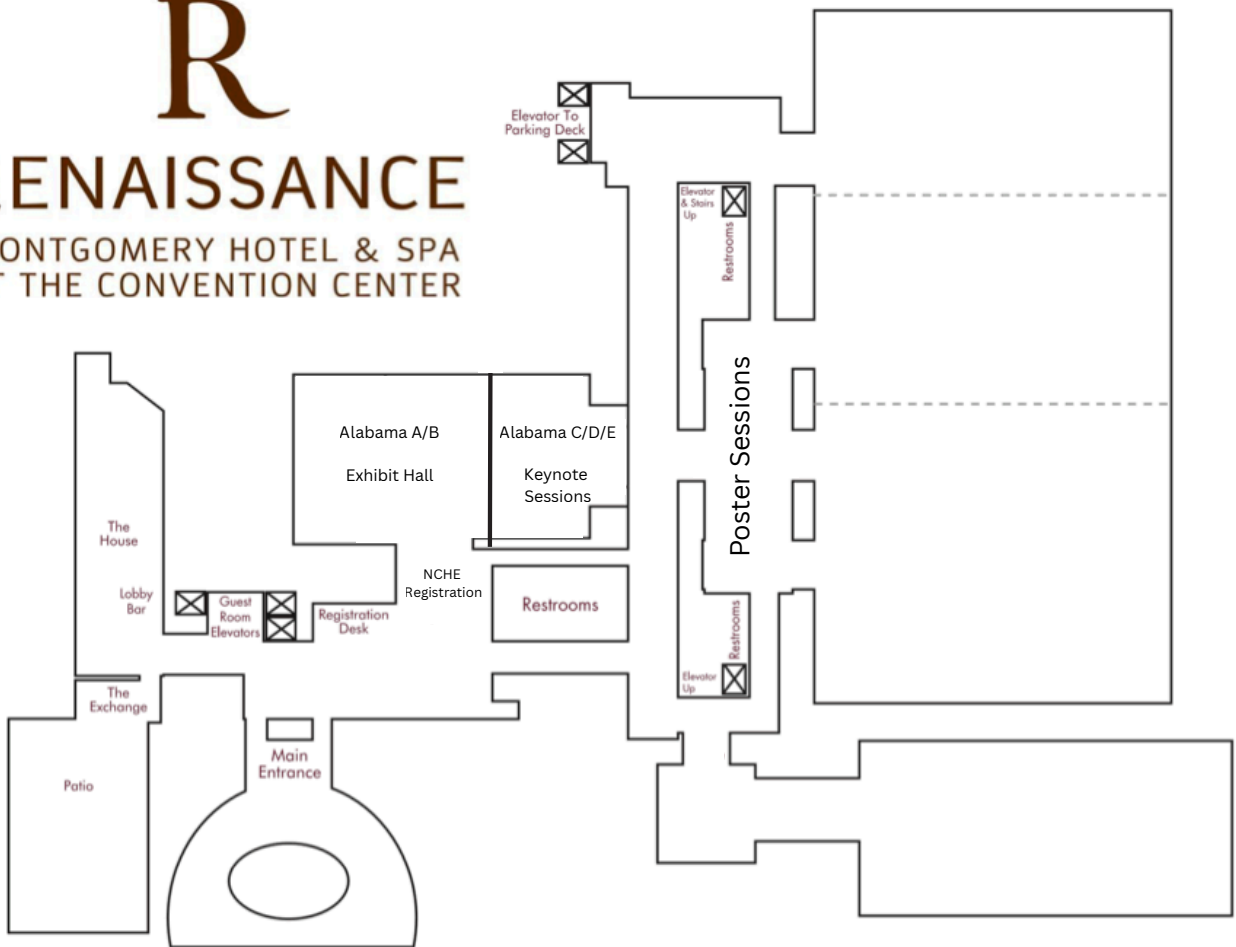 R
ENAISSANCE
ONTGOMERY HOTEL & SPA
T THE CONVENTION CENTER
Elevator To
Parking Deck
Elevator
& Stairs
Up
Restrooms
Poster Sessions
Alabama A/B
Exhibit Hall
Alabama C/D/E
Keynote
Sessions
The
House
Lobby
Bar
Guest
Room
Elevators
Registration
Desk
NCHE
Registration
Restrooms
Restrooms
Elevator
Up
The
Exchange
Main
Entrance
Patio